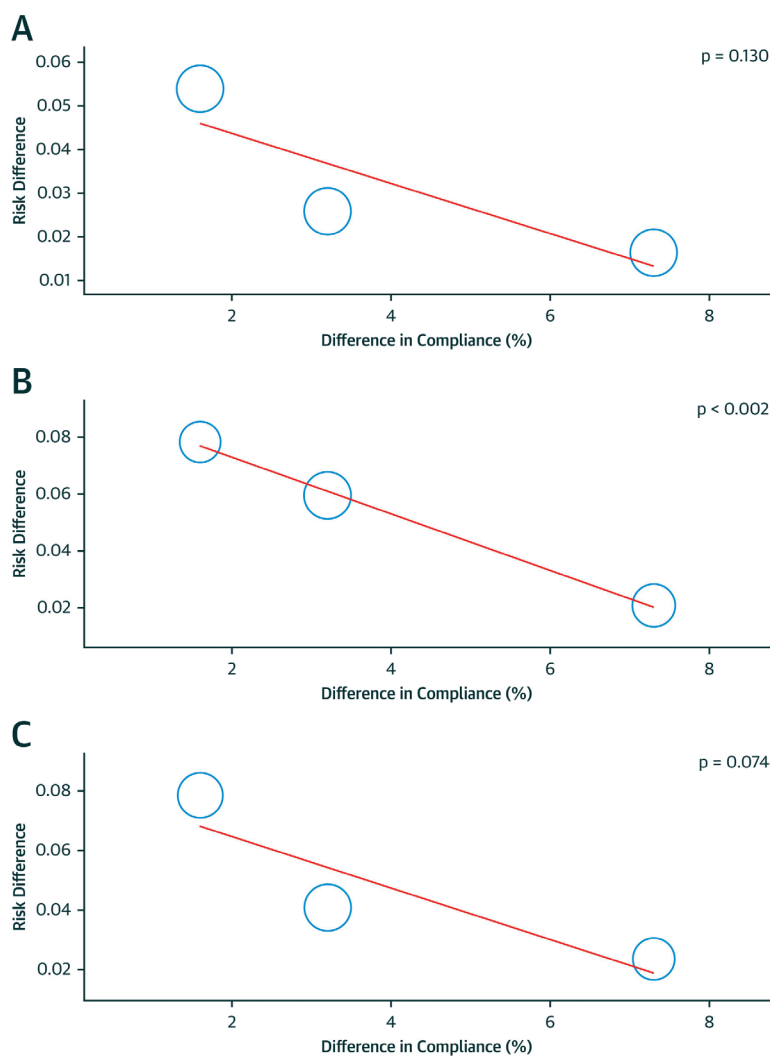 A
p = 0.130
Risk Difference
0.06
0.05
0.04
0.03
0.02
0.01
2 4 6 8
Difference in Compliance (%)
B
p < 0.002
Risk Difference
0.08
0.06
0.04
0.02
2 4 6 8
Difference in Compliance (%)
C
p = 0.074
Risk Difference
0.08
0.06
0.04
0.02
2 4 6 8
Difference in Compliance (%)